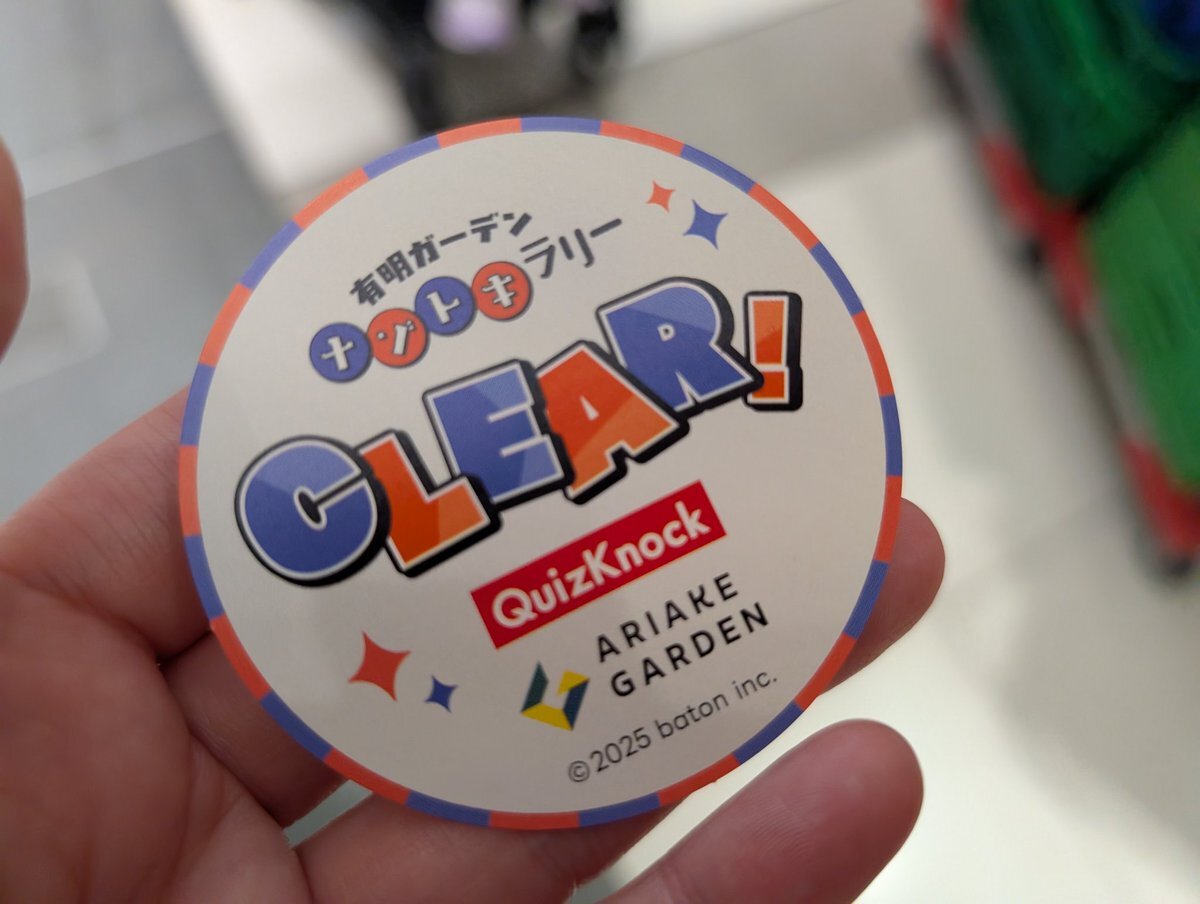 有明ガーデン
ナゾトキラリー
CLEAR!
QuizKnock
ARIAKE
GARDEN
©2025 baton inc.